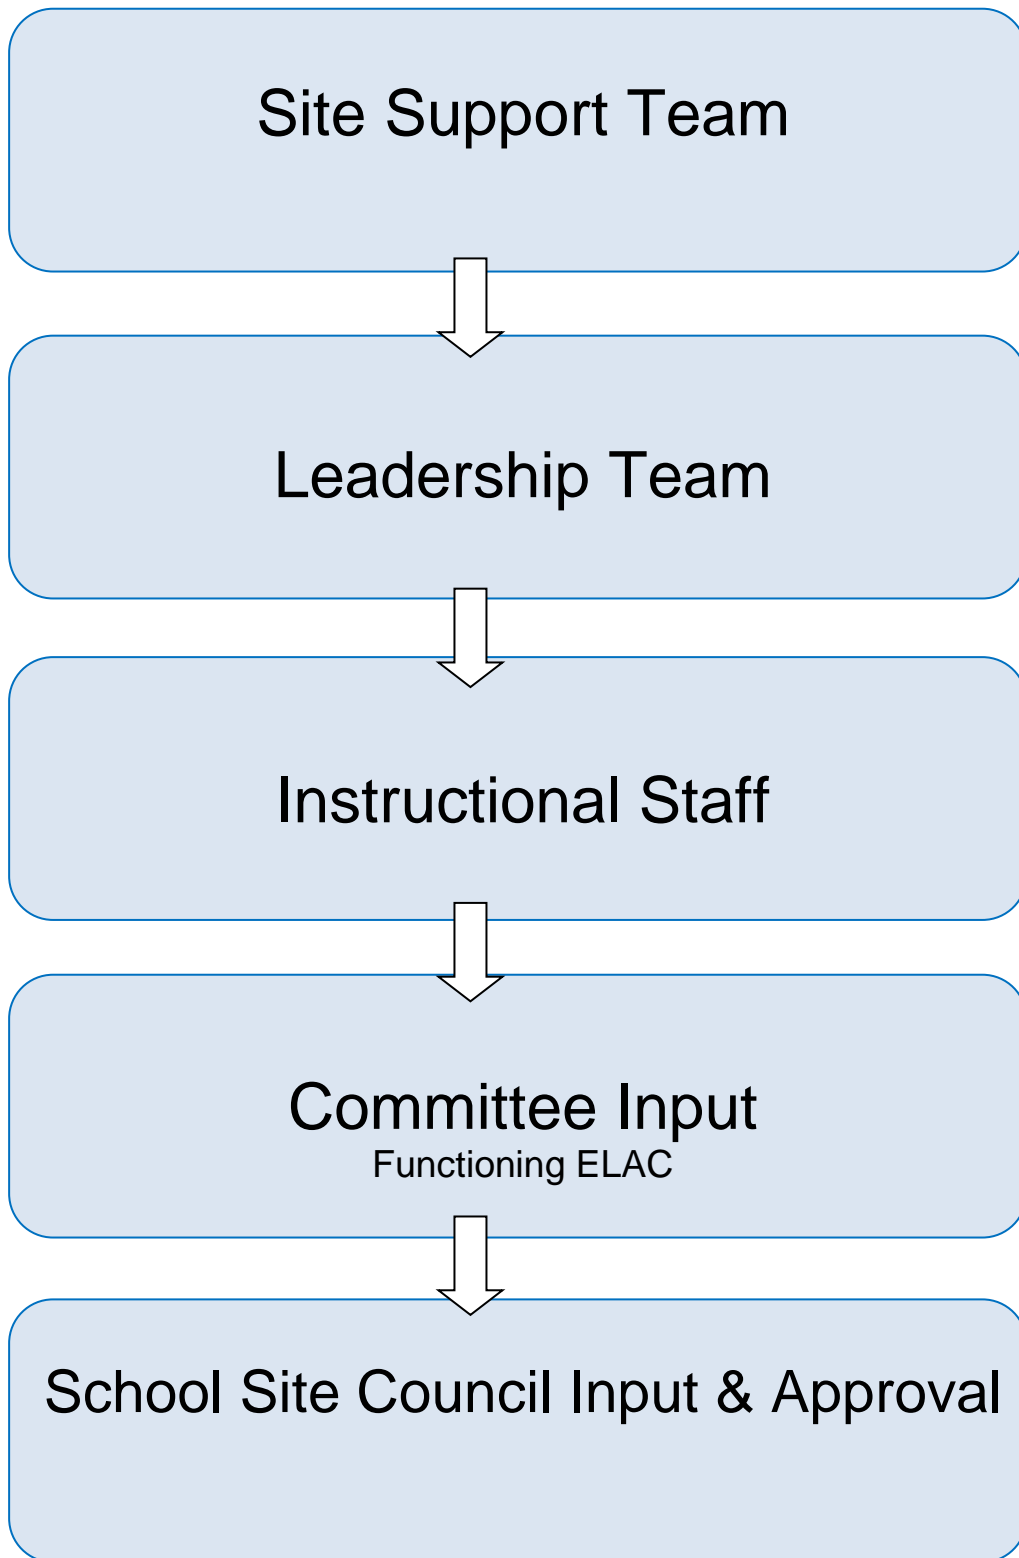 Site Support Team
Leadership Team
Instructional Staff
Committee Input
Functioning ELAC
School Site Council Input & Approval